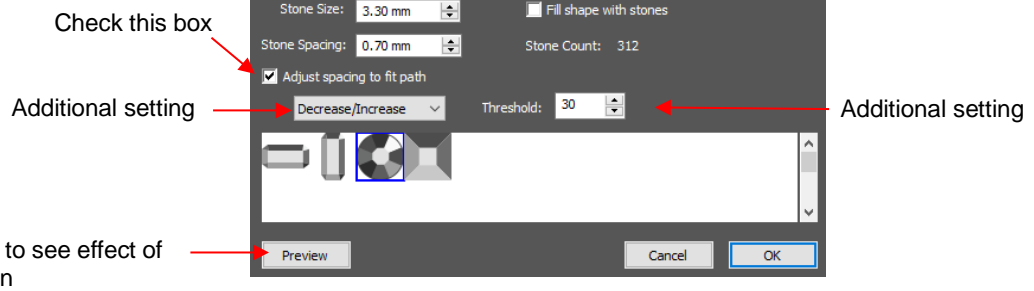 Stone Size: 3.30 mm Fill shape with stones
Check this box
Stone Spacing: 0.70 mm Stone Count: 312
Adjust spacing to fit path
Additional setting Decrease/Increase Threshold: 30 Additional setting
to see effect of
n
Preview Cancel OK